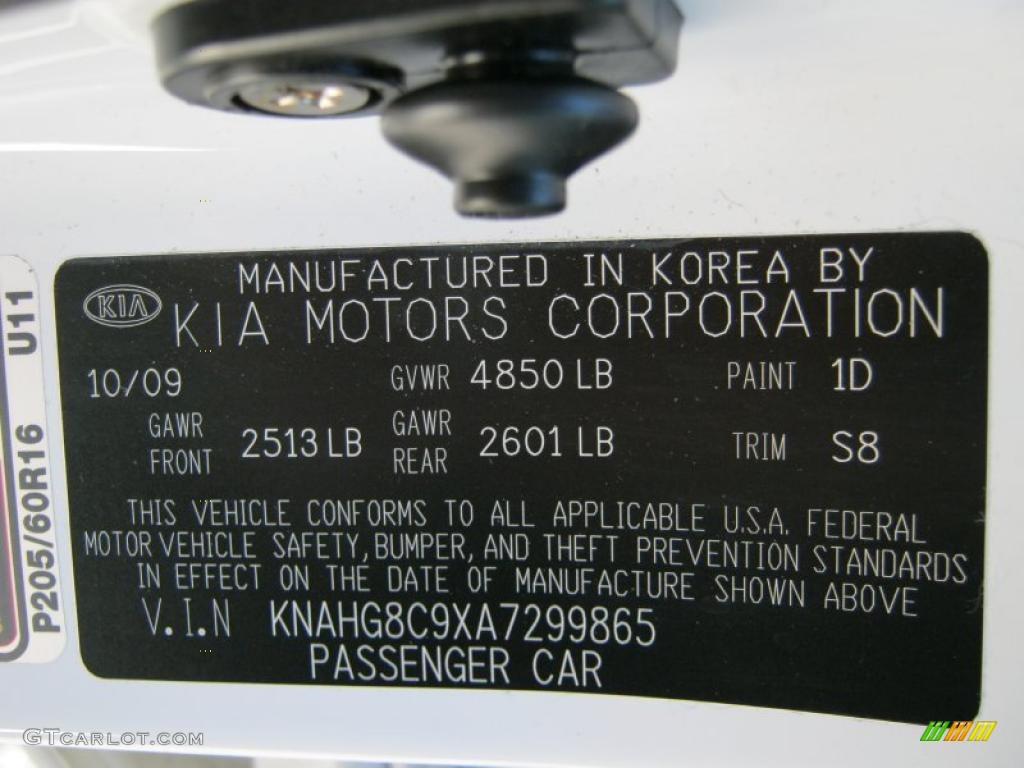 MANUFACTURED IN KOREA BY
KIA KIA MOTORS CORPORATION
10/09 GVWR 4850 LB PAINT 1D
GAWR FRONT 2513 LB GAWR REAR 2601 LB TRIM S8
THIS VEHICLE CONFORMS TO ALL APPLICABLE U.S.A. FEDERAL
MOTOR VEHICLE SAFETY, BUMPER, AND THEFT PREVENTION STANDARDS
IN EFFECT ON THE DATE OF MANUFACTURE SHOWN ABOVE
V.I.N KNAHG8C9XA7299865
PASSENGER CAR
P205/60R16 U11
GTCARLOT.COM